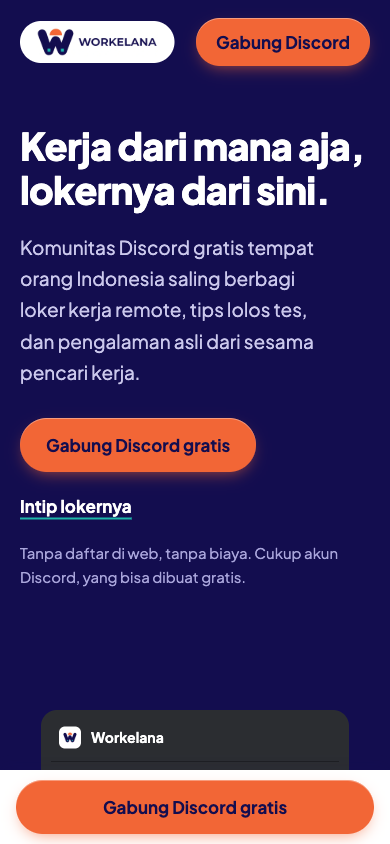 WORKELANA
Gabung Discord
Kerja dari mana aja,
lokernya dari sini.
Komunitas Discord gratis tempat
orang Indonesia saling berbagi
loker kerja remote, tips lolos tes,
dan pengalaman asli dari sesama
pencari kerja.
Gabung Discord gratis
Intip lokernya
Tanpa daftar di web, tanpa biaya. Cukup akun
Discord, yang bisa dibuat gratis.
Workelana
Gabung Discord gratis